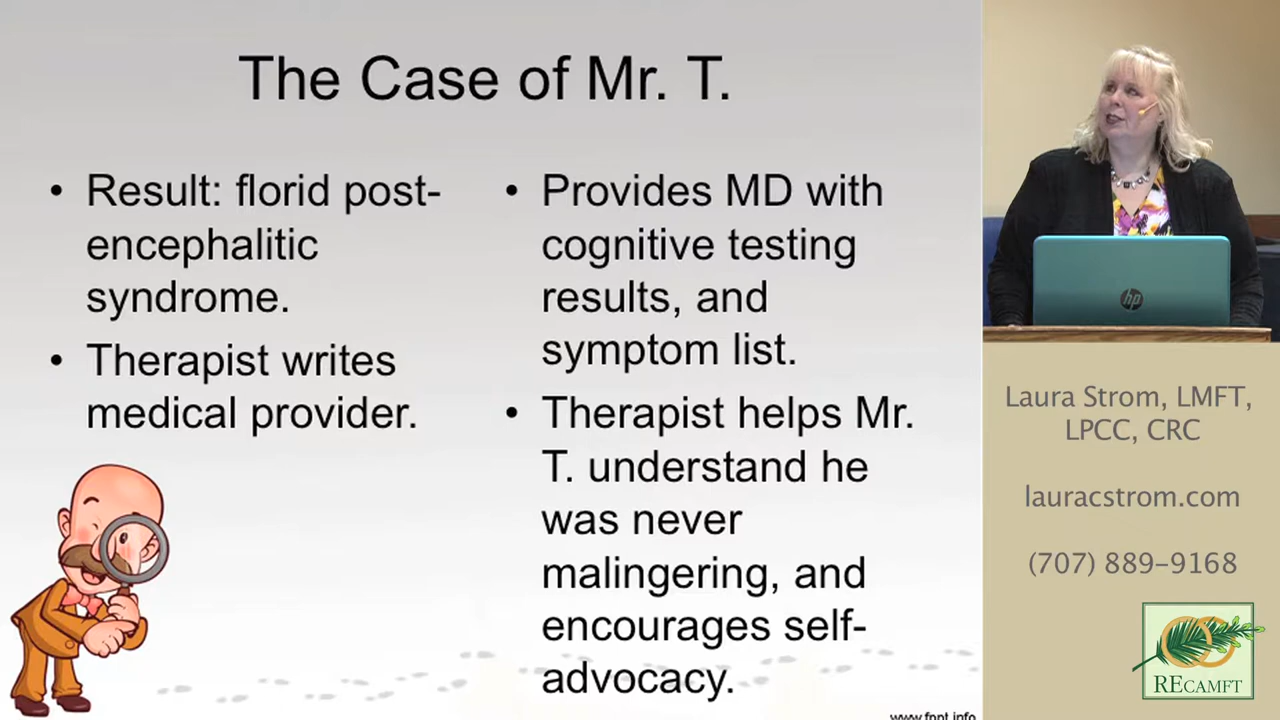 The Case of Mr. T.
• Result: florid post-
encephalitic
syndrome.
• Therapist writes
medical provider.
• Provides MD with
cognitive testing
results, and
symptom list.
• Therapist helps Mr.
T. understand he
was never
malingering, and
encourages self-
advocacy.
www.fppt.info
hp
Laura Strom, LMFT,
LPCC, CRC
lauracstrom.com
(707) 889-9168
RECAMFT